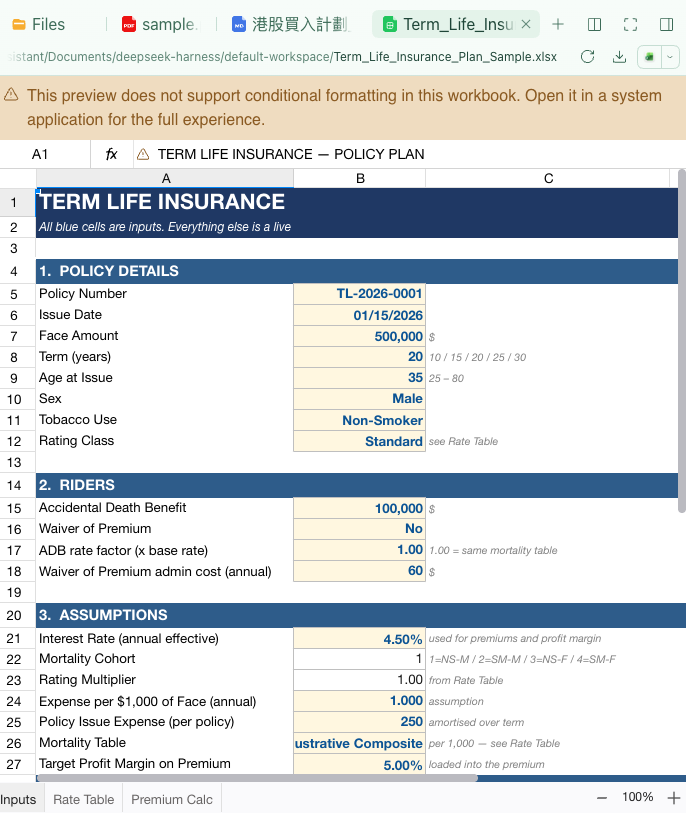 Files
sample.
港股買入計劃
Term_Life_Insu
sistant/Documents/deepseek-harness/default-workspace/Term_Life_Insurance_Plan_Sample.xlsx
This preview does not support conditional formatting in this workbook. Open it in a system
application for the full experience.
A1 fx TERM LIFE INSURANCE — POLICY PLAN
A B C
1 TERM LIFE INSURANCE
2 All blue cells are inputs. Everything else is a live
3
4 1. POLICY DETAILS
5 Policy Number TL-2026-0001
6 Issue Date 01/15/2026
7 Face Amount 500,000 $
8 Term (years) 20 10 / 15 / 20 / 25 / 30
9 Age at Issue 35 25 – 80
10 Sex Male
11 Tobacco Use Non-Smoker
12 Rating Class Standard see Rate Table
13
14 2. RIDERS
15 Accidental Death Benefit 100,000 $
16 Waiver of Premium No
17 ADB rate factor (x base rate) 1.00 1.00 = same mortality table
18 Waiver of Premium admin cost (annual) 60 $
19
20 3. ASSUMPTIONS
21 Interest Rate (annual effective) 4.50% used for premiums and profit margin
22 Mortality Cohort 1 1=NS-M / 2=SM-M / 3=NS-F / 4=SM-F
23 Rating Multiplier 1.00 from Rate Table
24 Expense per $1,000 of Face (annual) 1.000 assumption
25 Policy Issue Expense (per policy) 250 amortised over term
26 Mortality Table ustrative Composite per 1,000 — see Rate Table
27 Target Profit Margin on Premium 5.00% loaded into the premium
Inputs Rate Table Premium Calc − 100% +